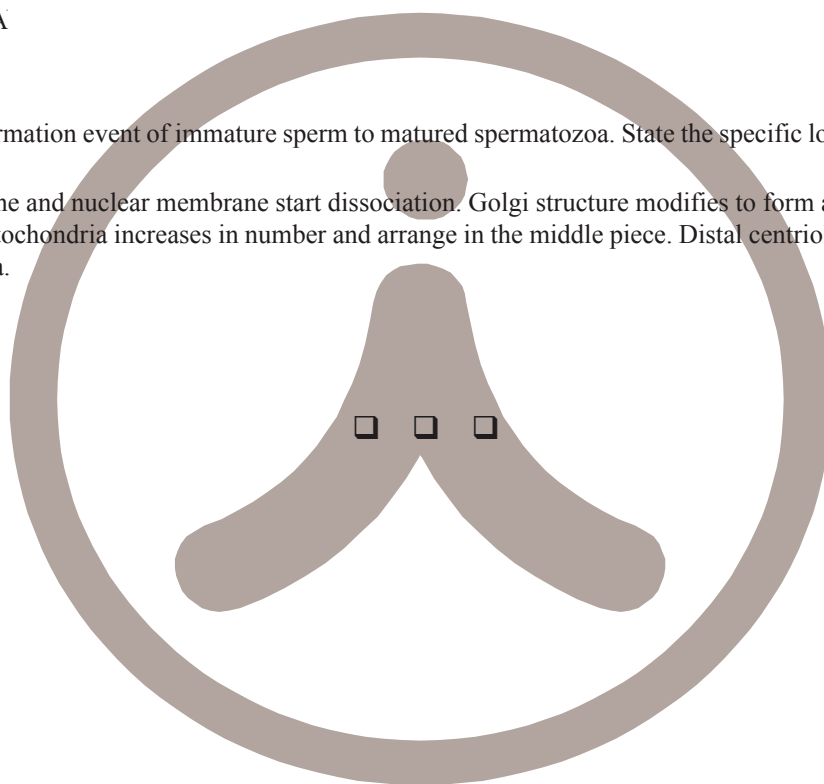 A
rmation event of immature sperm to matured spermatozoa. State the specific lo
ne and nuclear membrane start dissociation. Golgi structure modifies to form a
tochondria increases in number and arrange in the middle piece. Distal centrio
a.
❑ ❑ ❑